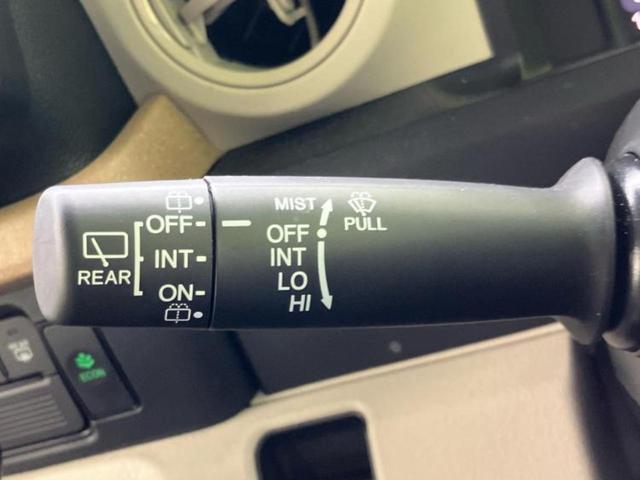 REAR
OFF
INT
ON
MIST
OFF
INT
LO
HI
PULL
ECON